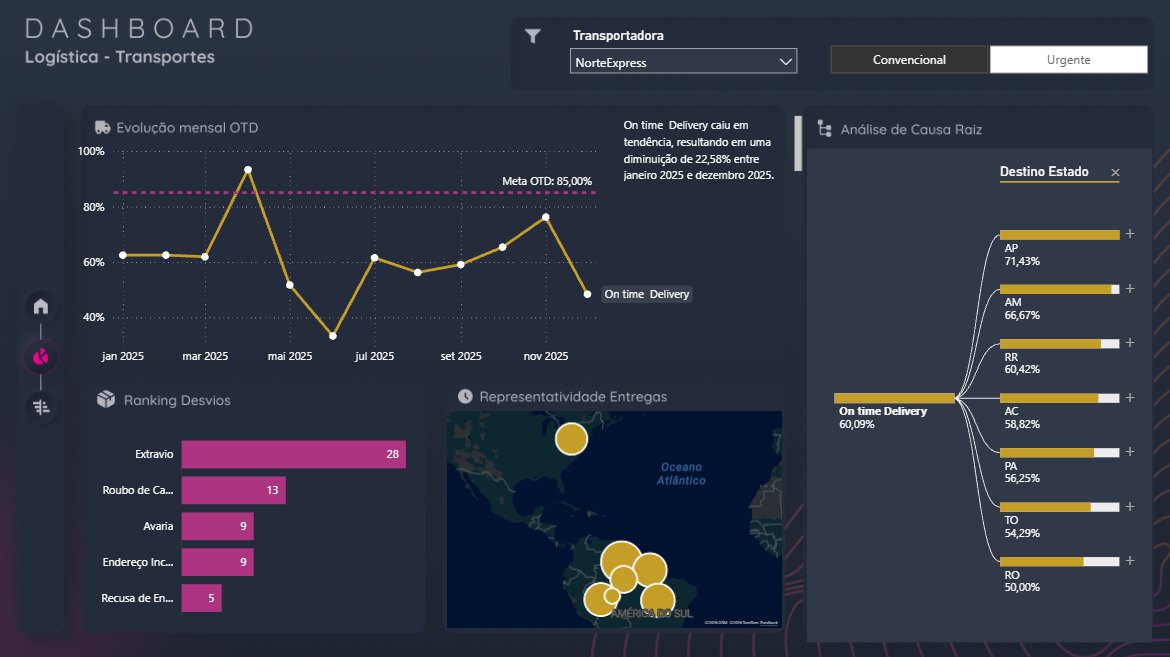 DASHBOARD
Logística - Transportes
Transportadora
NorteExpress
Convencional
Urgente
Evolução mensal OTD
100%
80%
60%
40%
jan 2025
mar 2025
mai 2025
jul 2025
set 2025
nov 2025
Meta OTD: 85,00%
On time Delivery
On time Delivery caiu em
tendência, resultando em uma
diminuição de 22,58% entre
janeiro 2025 e dezembro 2025.
Análise de Causa Raiz
Destino Estado
On time Delivery
60,09%
AP
71,43%
AM
66,67%
RR
60,42%
AC
58,82%
PA
56,25%
TO
54,29%
RO
50,00%
Ranking Desvios
Extravio
28
Roubo de Ca...
13
Avaria
9
Endereço Inc...
9
Recusa de En...
5
Representatividade Entregas
Oceano
Atlântico
AMÉRICA DO SUL